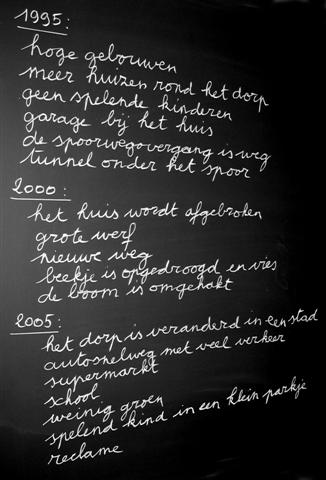 1995:
hoge gebouwen
meer huizen rond het dorp
geen spelende kinderen
garage bij het huis
de spoorwegovergang is weg
tunnel onder het spoor
2000:
het huis wordt afgebroken
grote werf
nieuwe weg
beekje is opgedroogd en vies
de boom is omgehakt
2005:
het dorp is veranderd in een stad
autosnelweg met veel verkeer
supermarkt
school
weinig groen
spelend kind in een klein parkje
reclame